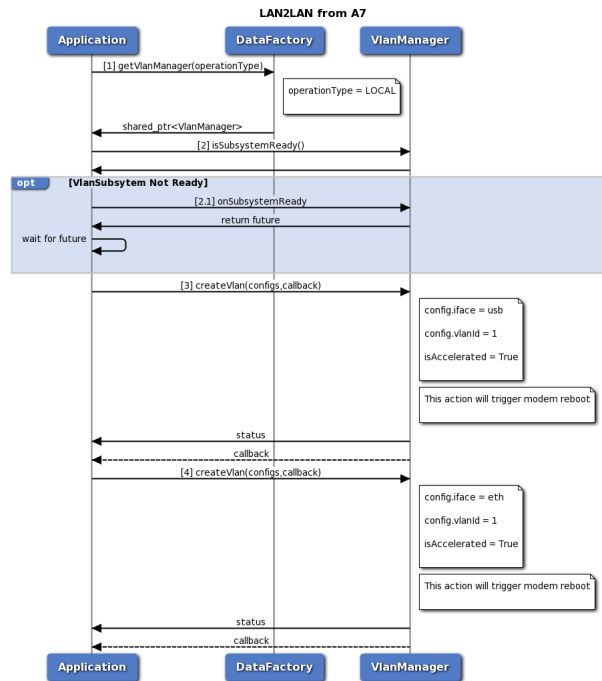 LAN2LAN from A7
Application
DataFactory
VlanManager
[1] getVlanManager(operationType)
operationType = LOCAL
shared_ptr<VlanManager>
[2] isSubsystemReady()
opt
[VlanSubsytem Not Ready]
[2.1] onSubsystemReady
return future
wait for future
[3] createVlan(configs,callback)
config.iface = usb
config.vlanId = 1
isAccelerated = True
This action will trigger modem reboot
status
callback
[4] createVlan(configs,callback)
config.iface = eth
config.vlanId = 1
isAccelerated = True
This action will trigger modem reboot
status
callback
Application
DataFactory
VlanManager